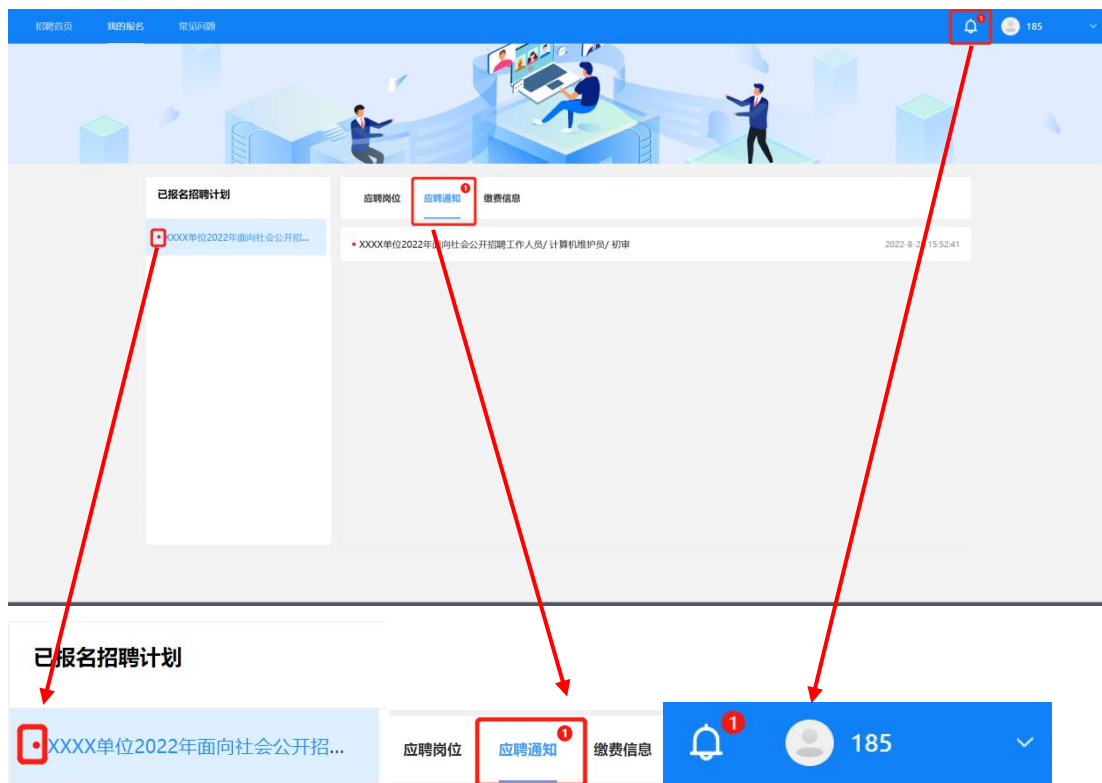 招聘首页 我的报名 常见问题 1 185
已报名招聘计划 应聘岗位 应聘通知 1 缴费信息
XXXX单位2022年面向社会公开招... • XXXX单位2022年面向社会公开招聘工作人员/ 计算机维护员/ 初审 2022-8-2 15:52:41
已报名招聘计划
• XXXX单位2022年面向社会公开招... 应聘岗位 应聘通知 1 缴费信息 1 185